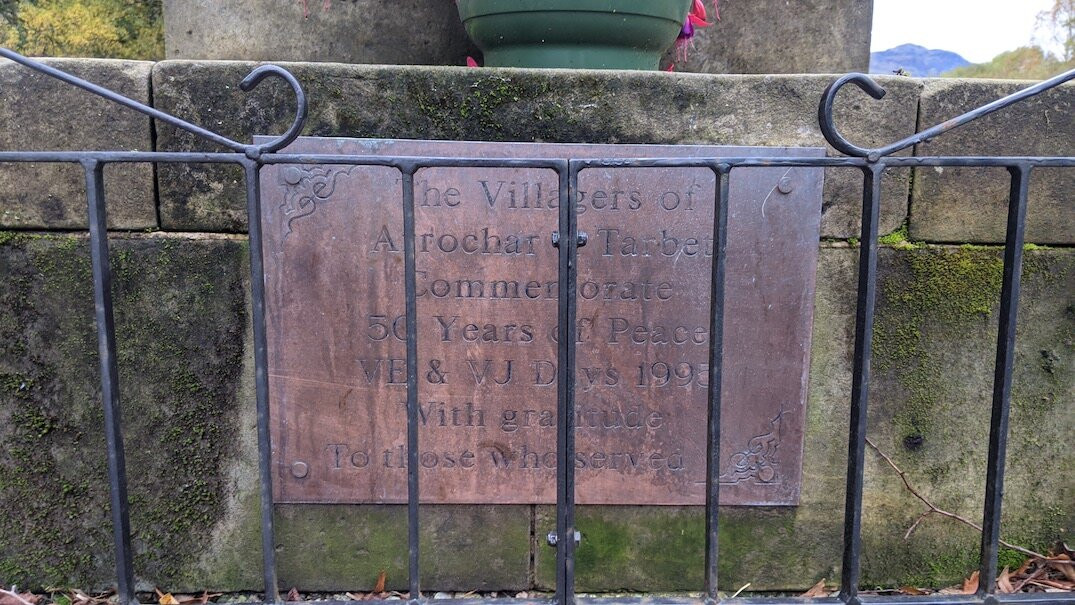 The Villagers of
Arrochar & Tarbet
Commemorate
50 Years of Peace
VE & VJ Days 1995
With gratitude
To those who served